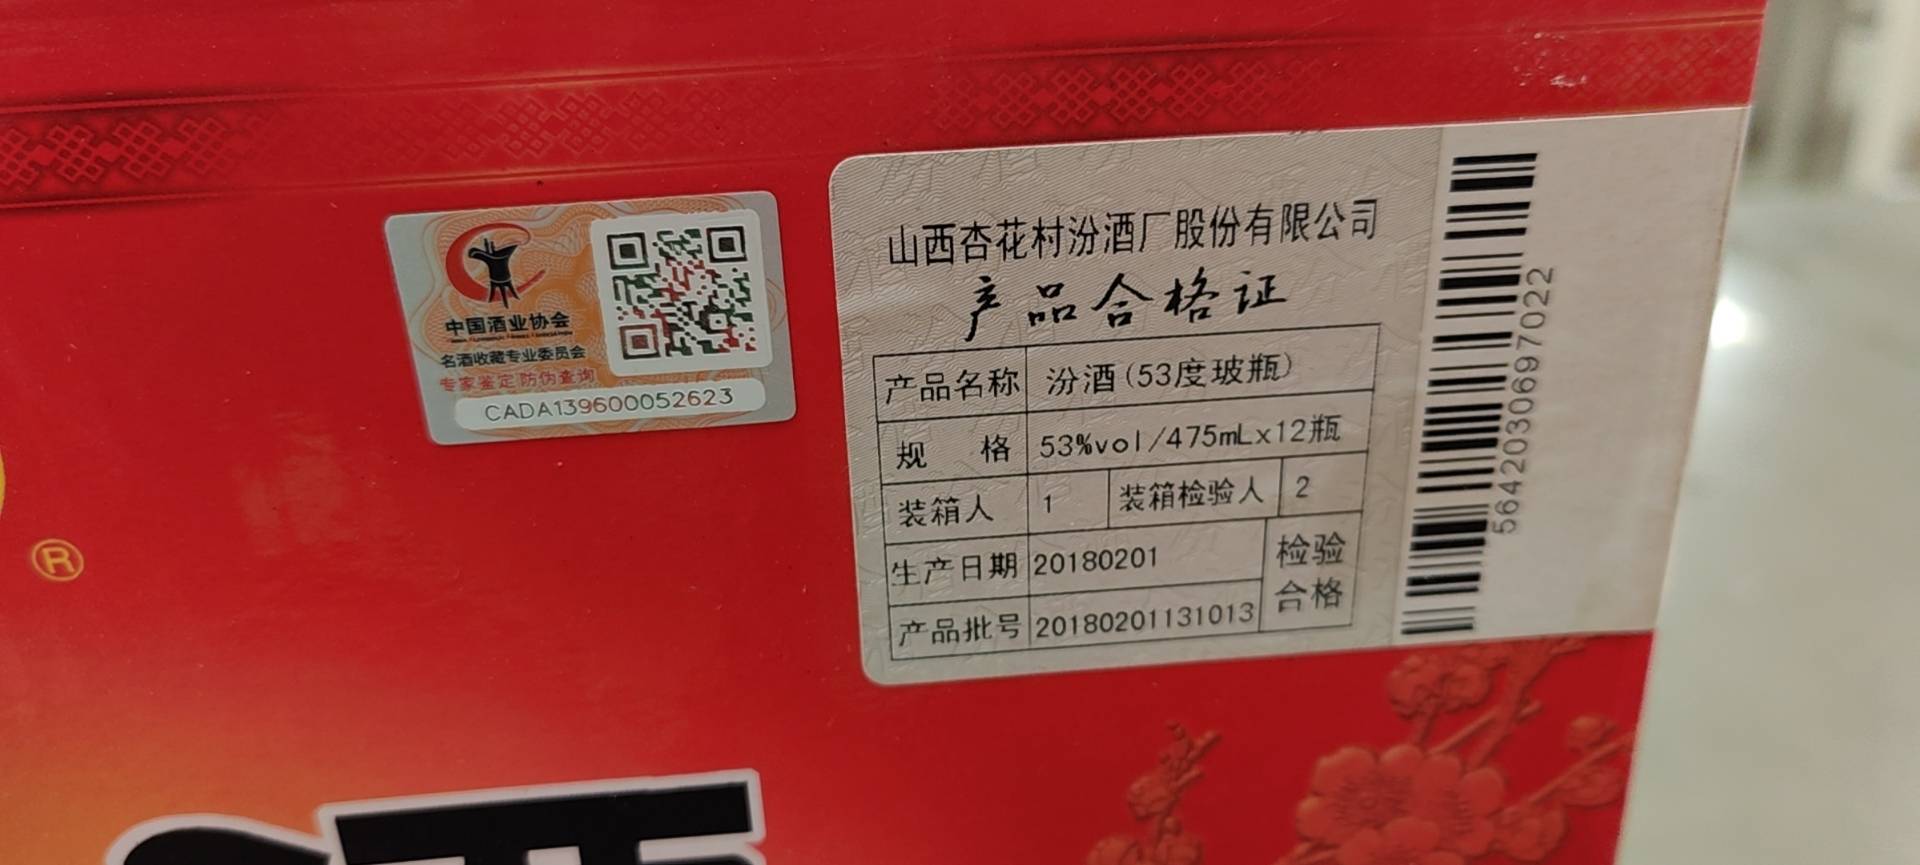 中国酒业协会
名酒收藏专业委员会
专家鉴定 防伪查询
CADA139600052623
山西杏花村汾酒厂股份有限公司
产品合格证
产品名称 汾酒(53度玻瓶)
规 格 53%vol/475mLx12瓶
装箱人 1 装箱检验人 2
生产日期 20180201 检验
产品批号 20180201131013 合格
5642030697022
®